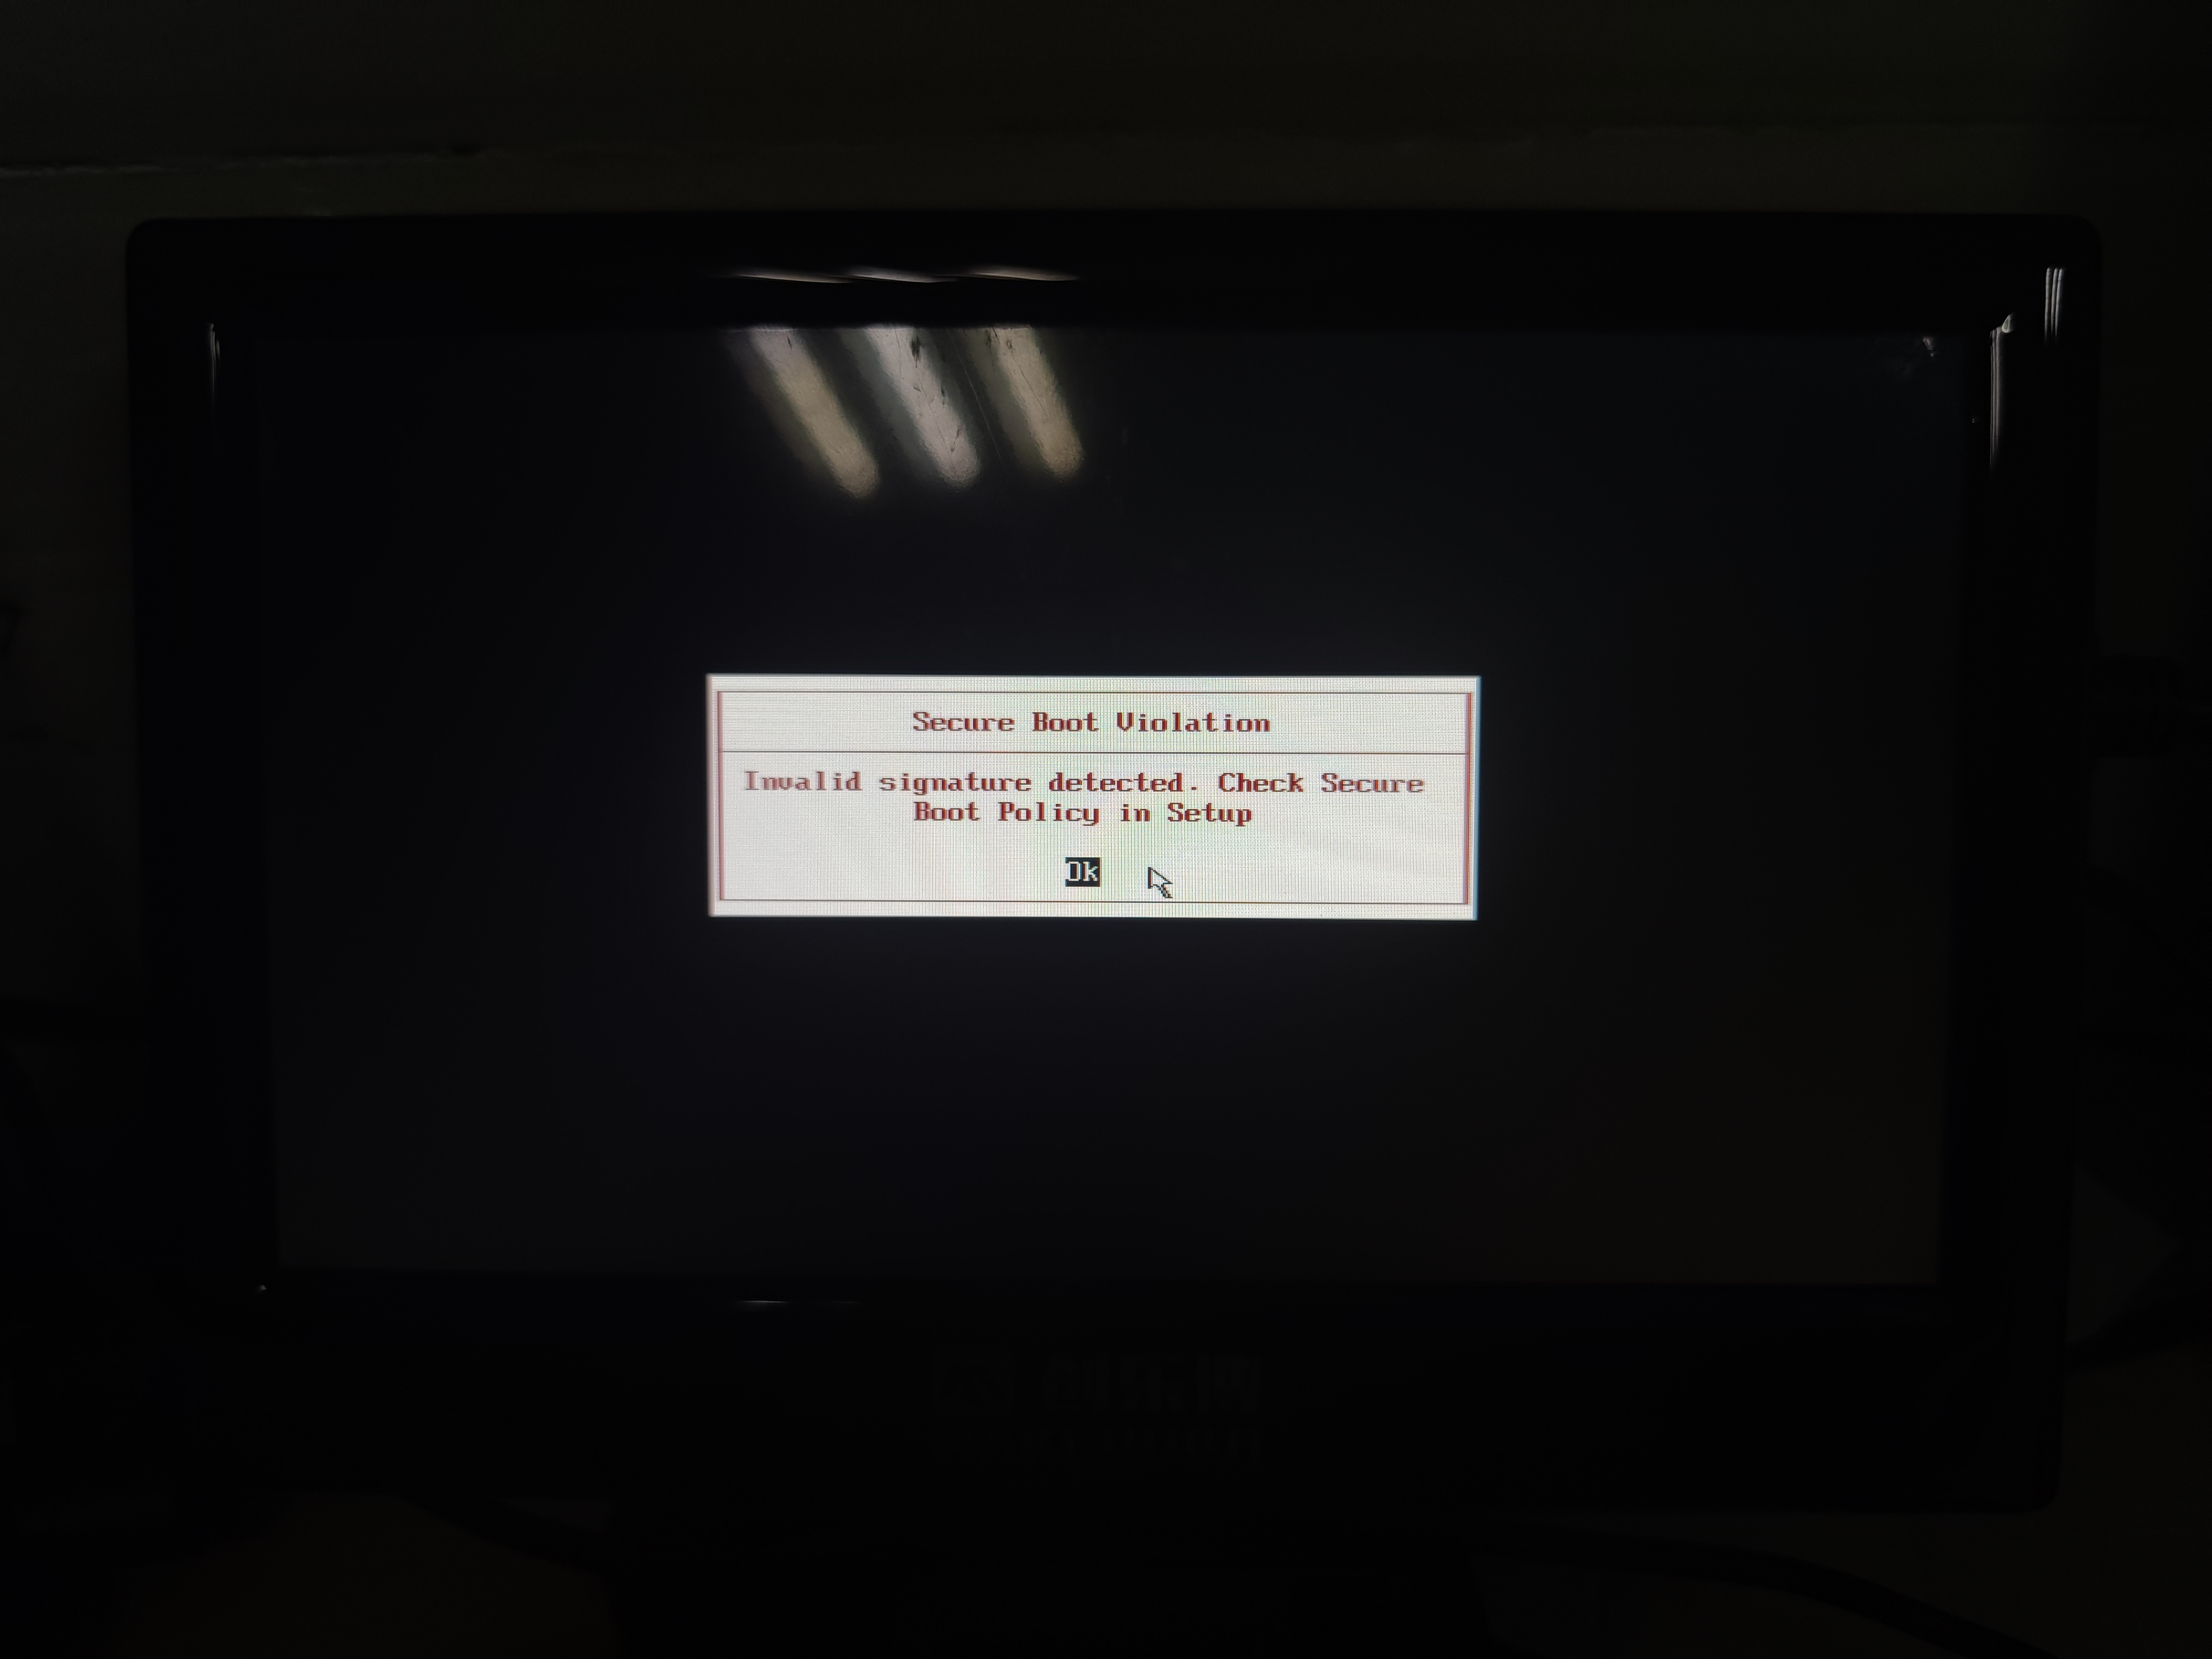 Secure Boot Violation
Invalid signature detected. Check Secure
Boot Policy in Setup
Ok